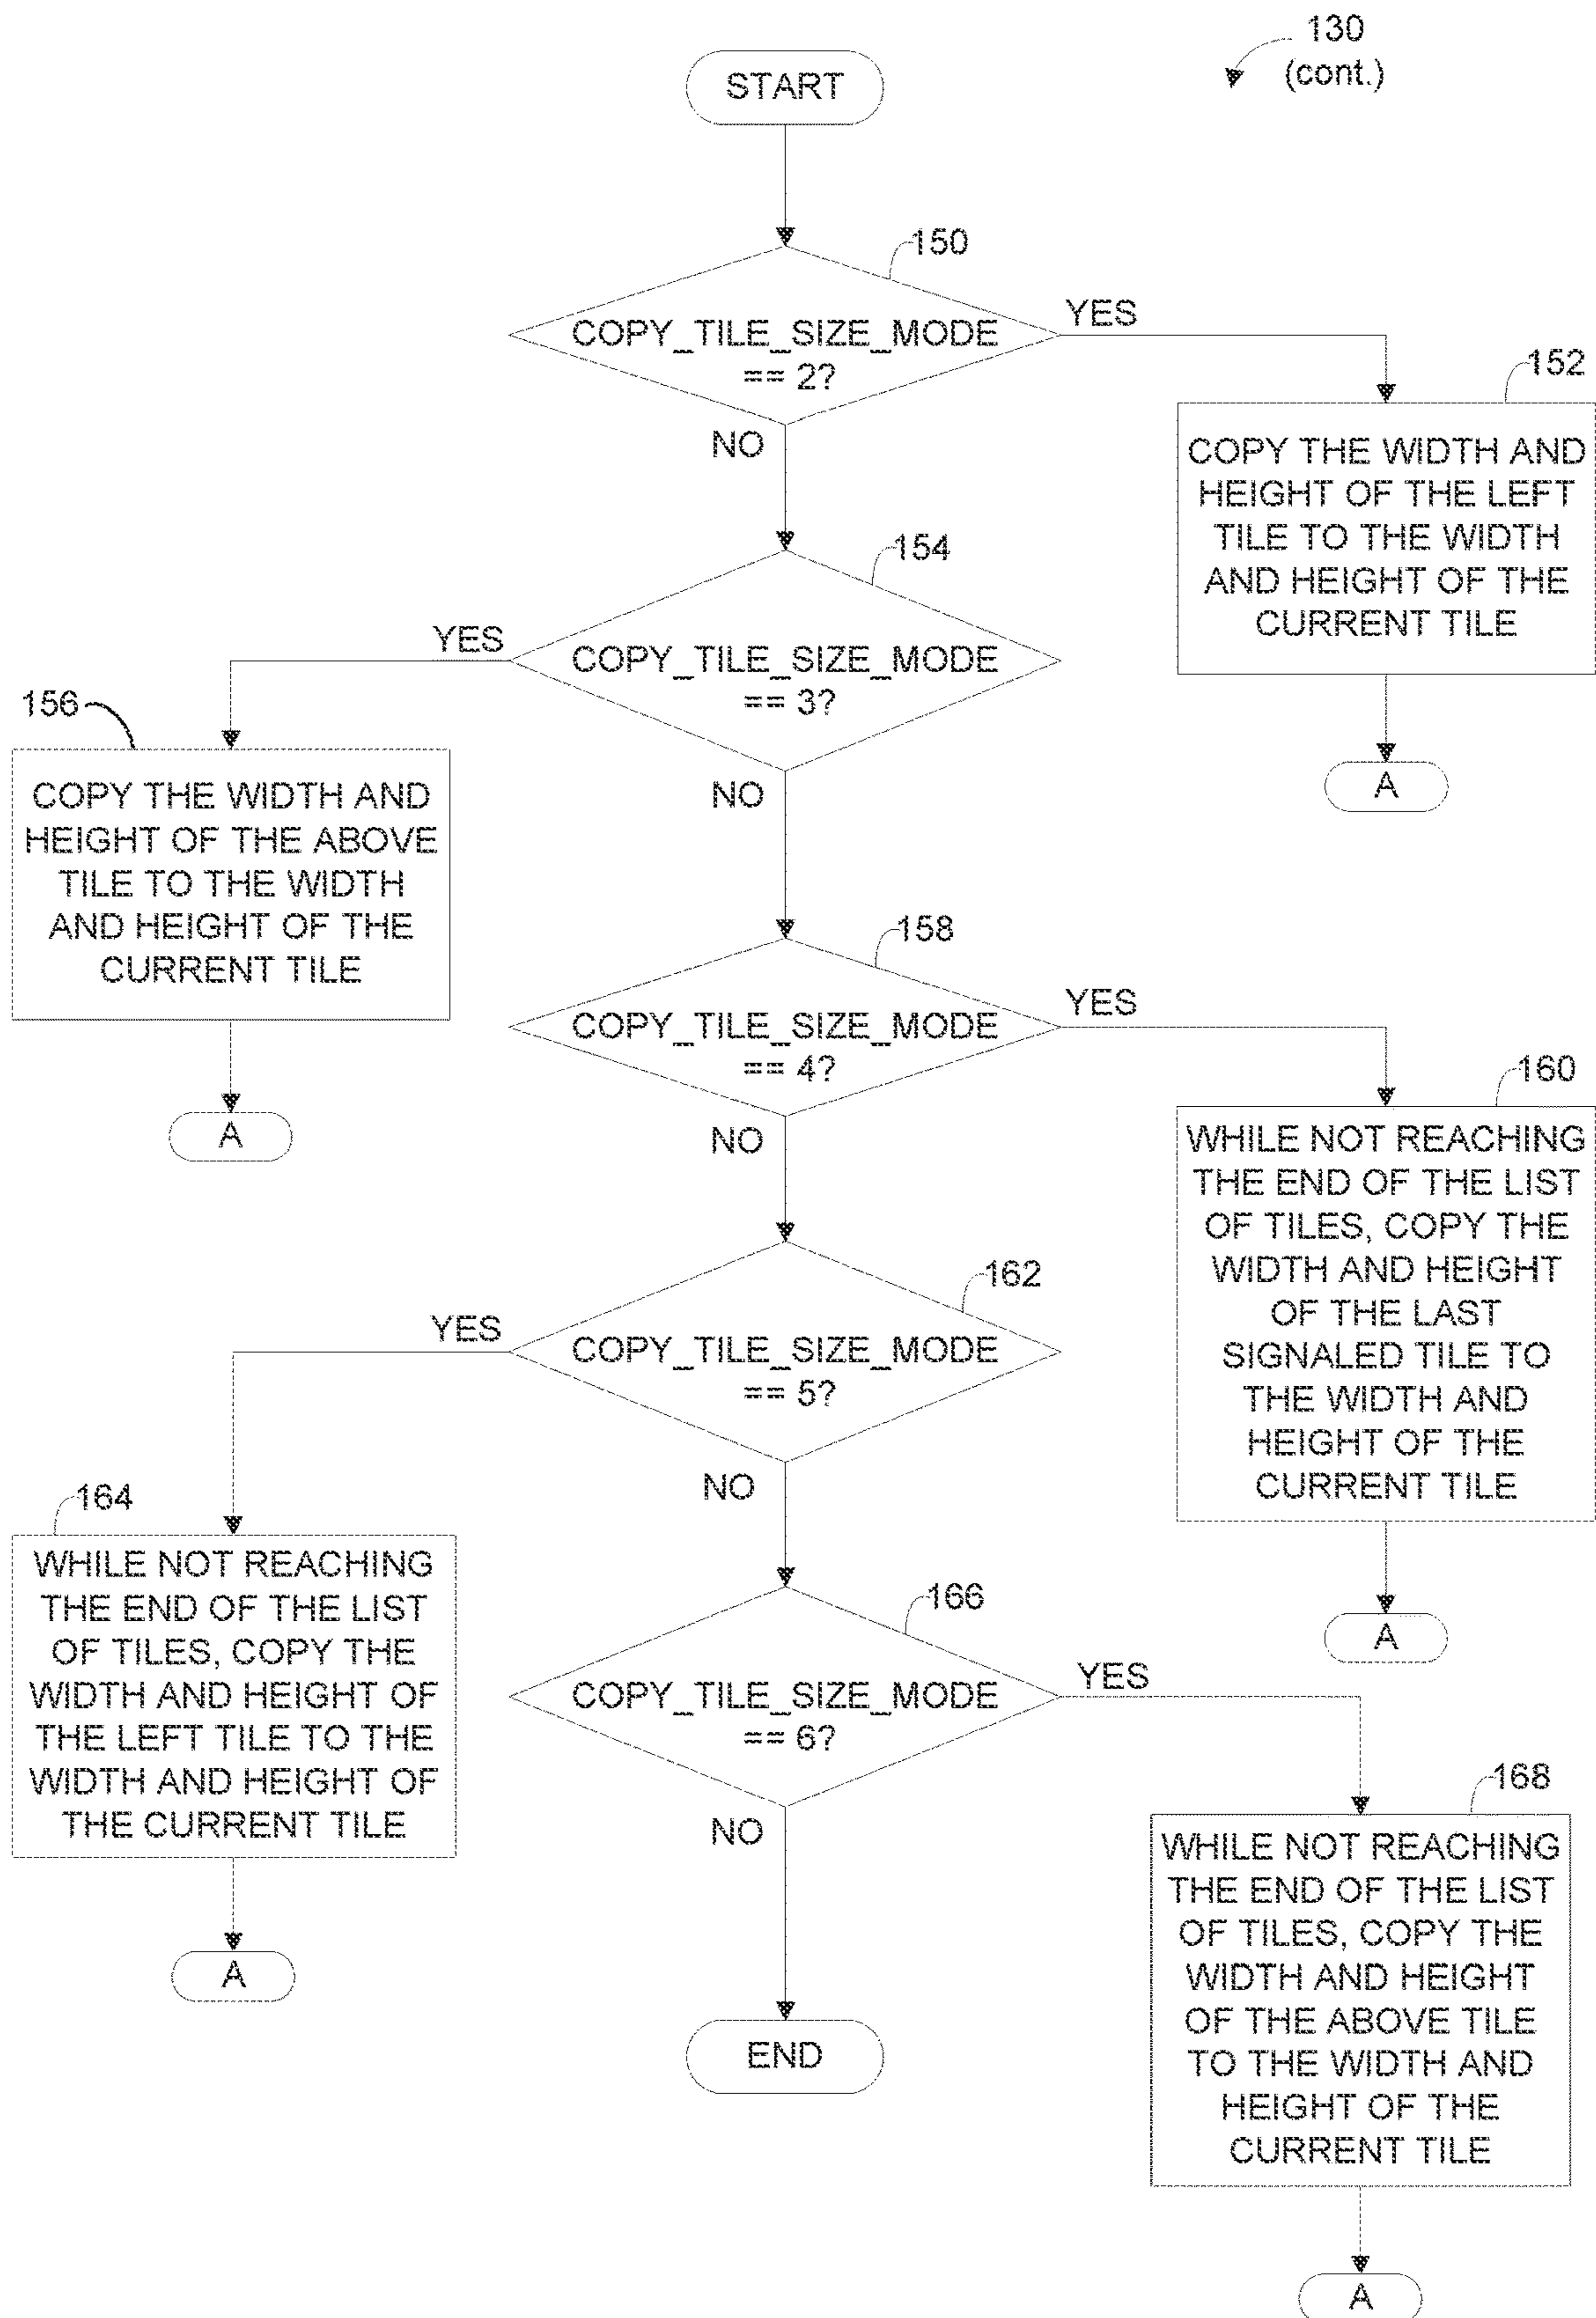 130
(cont.)
START
150
COPY_TILE_SIZE_MODE
== 2?
YES
NO
152
COPY THE WIDTH AND
HEIGHT OF THE LEFT
TILE TO THE WIDTH
AND HEIGHT OF THE
CURRENT TILE
A
154
COPY_TILE_SIZE_MODE
== 3?
YES
NO
156
COPY THE WIDTH AND
HEIGHT OF THE ABOVE
TILE TO THE WIDTH
AND HEIGHT OF THE
CURRENT TILE
A
158
COPY_TILE_SIZE_MODE
== 4?
YES
NO
160
WHILE NOT REACHING
THE END OF THE LIST
OF TILES, COPY THE
WIDTH AND HEIGHT
OF THE LAST
SIGNALED TILE TO
THE WIDTH AND
HEIGHT OF THE
CURRENT TILE
A
162
COPY_TILE_SIZE_MODE
== 5?
YES
NO
164
WHILE NOT REACHING
THE END OF THE LIST
OF TILES, COPY THE
WIDTH AND HEIGHT OF
THE LEFT TILE TO THE
WIDTH AND HEIGHT OF
THE CURRENT TILE
A
166
COPY_TILE_SIZE_MODE
== 6?
YES
NO
168
WHILE NOT REACHING
THE END OF THE LIST
OF TILES, COPY THE
WIDTH AND HEIGHT
OF THE ABOVE TILE
TO THE WIDTH AND
HEIGHT OF THE
CURRENT TILE
A
END